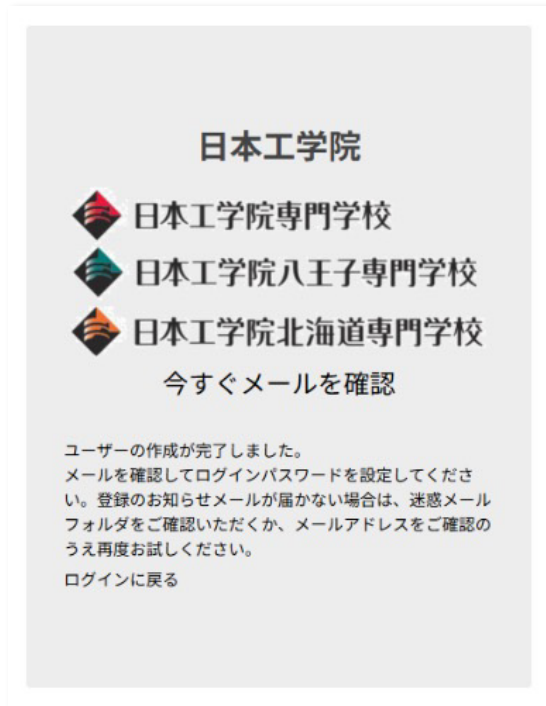 日本工学院
日本工学院専門学校
日本工学院八王子専門学校
日本工学院北海道専門学校
今すぐメールを確認
ユーザーの作成が完了しました。
メールを確認してログインパスワードを設定してくださ
い。登録のお知らせメールが届かない場合は、迷惑メール
フォルダをご確認いただくか、メールアドレスをご確認の
うえ再度お試しください。
ログインに戻る